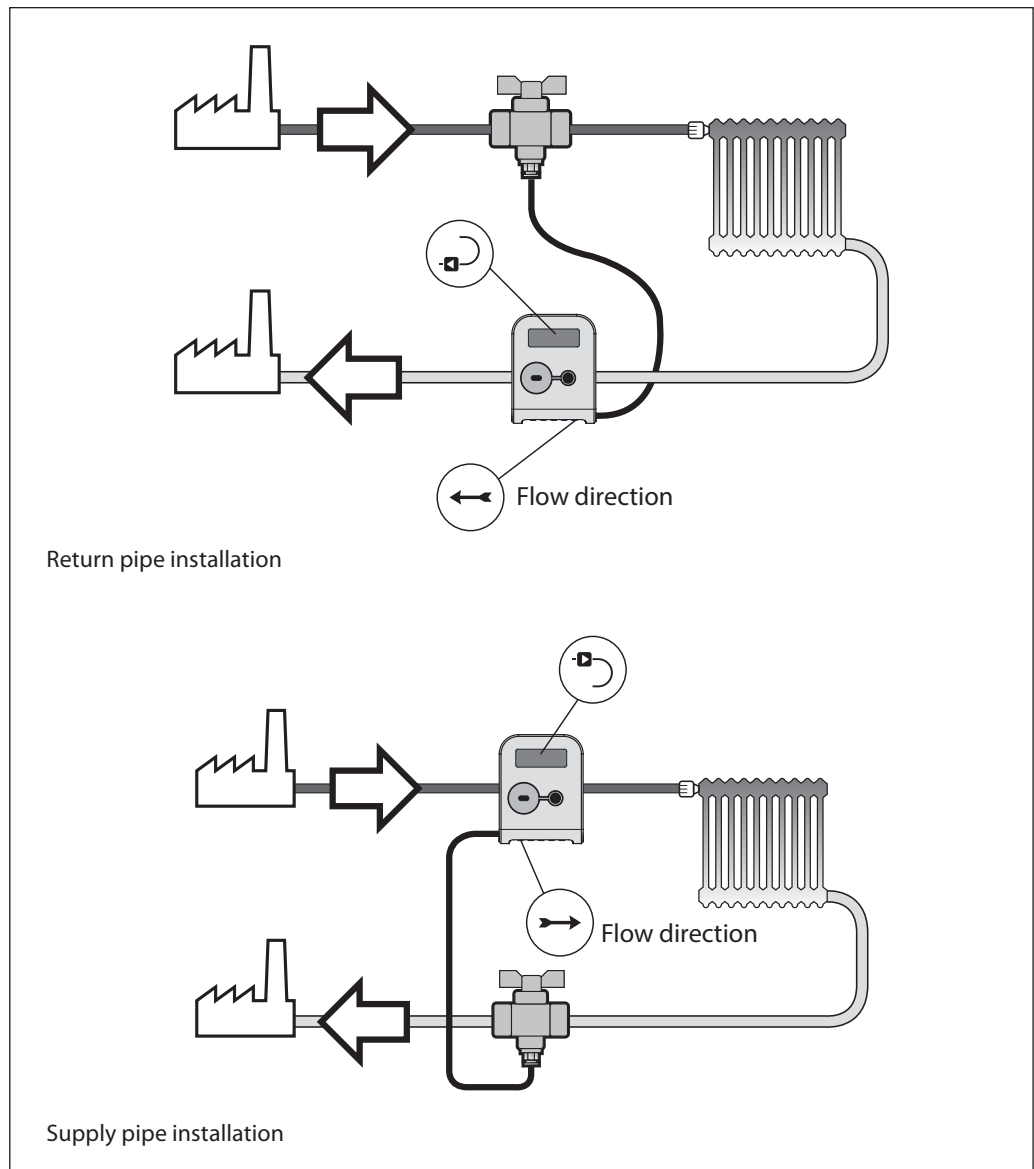 Flow direction
Return pipe installation
Flow direction
Supply pipe installation